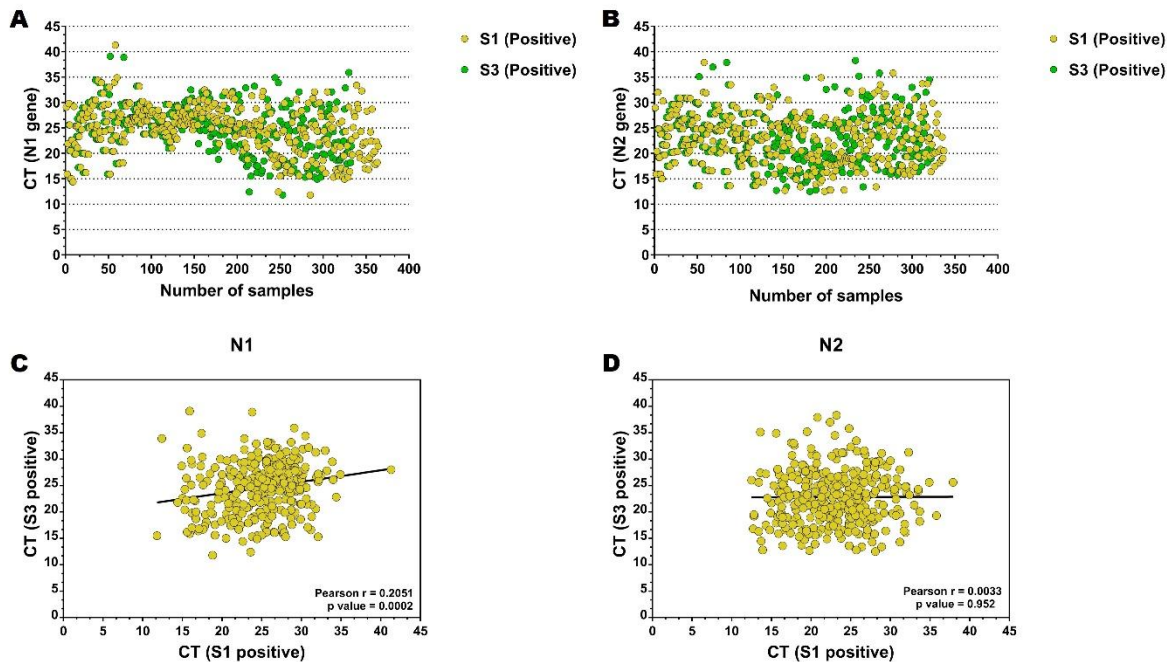 A
45
40
35
30
25
20
15
10
5
0
CT (N1 gene)
0 50 100 150 200 250 300 350 400
Number of samples
S1 (Positive)
S3 (Positive)
B
45
40
35
30
25
20
15
10
5
0
CT (N2 gene)
0 50 100 150 200 250 300 350 400
Number of samples
S1 (Positive)
S3 (Positive)
N1
C
45
40
35
30
25
20
15
10
5
0
CT (S3 positive)
Pearson r = 0.2051
p value = 0.0002
0 5 10 15 20 25 30 35 40 45
CT (S1 positive)
N2
D
45
40
35
30
25
20
15
10
5
0
CT (S3 positive)
Pearson r = 0.0033
p value = 0.952
0 5 10 15 20 25 30 35 40 45
CT (S1 positive)